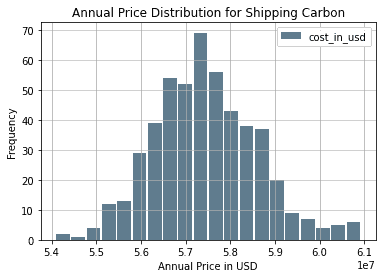 Annual Price Distribution for Shipping Carbon
cost_in_usd
70
60
50
40
30
20
10
0
Frequency
5.4 5.5 5.6 5.7 5.8 5.9 6.0 6.1
1e7
Annual Price in USD